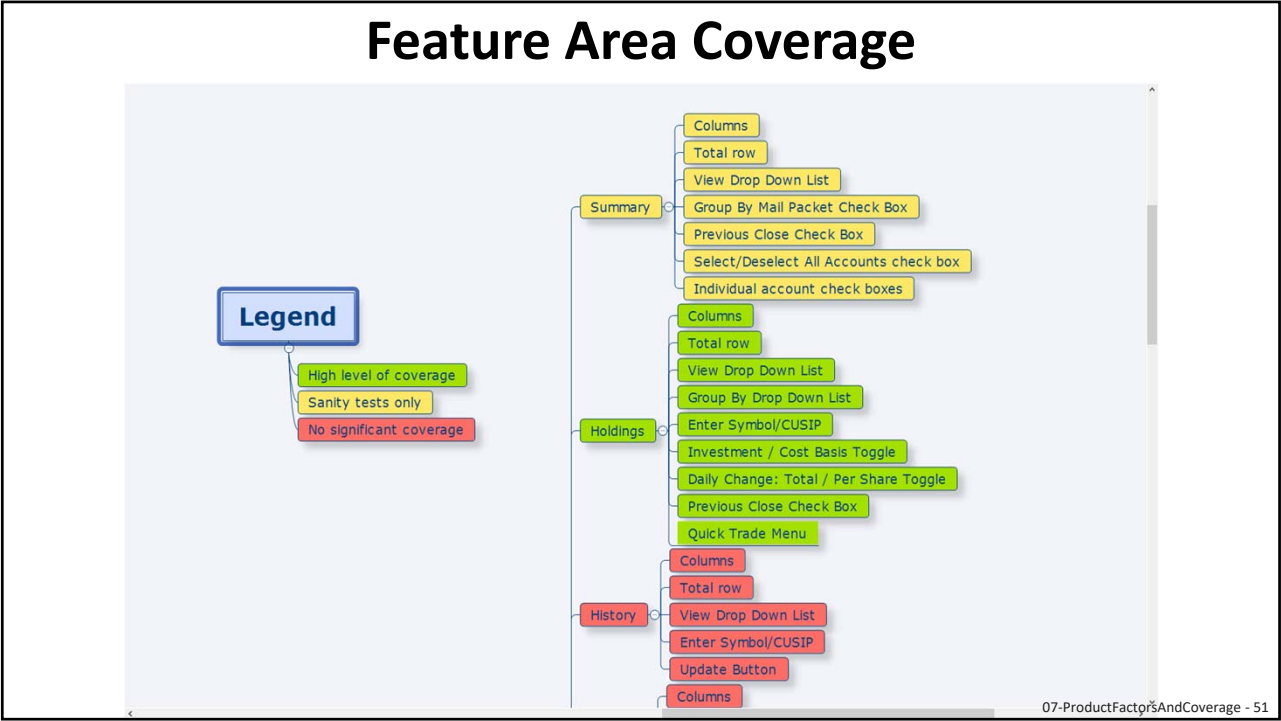 Feature Area Coverage
Legend
High level of coverage
Sanity tests only
No significant coverage
Summary
Columns
Total row
View Drop Down List
Group By Mail Packet Check Box
Previous Close Check Box
Select/Deselect All Accounts check box
Individual account check boxes
Holdings
Columns
Total row
View Drop Down List
Group By Drop Down List
Enter Symbol/CUSIP
Investment / Cost Basis Toggle
Daily Change: Total / Per Share Toggle
Previous Close Check Box
Quick Trade Menu
History
Columns
Total row
View Drop Down List
Enter Symbol/CUSIP
Update Button
Columns
07-ProductFactorsAndCoverage - 51